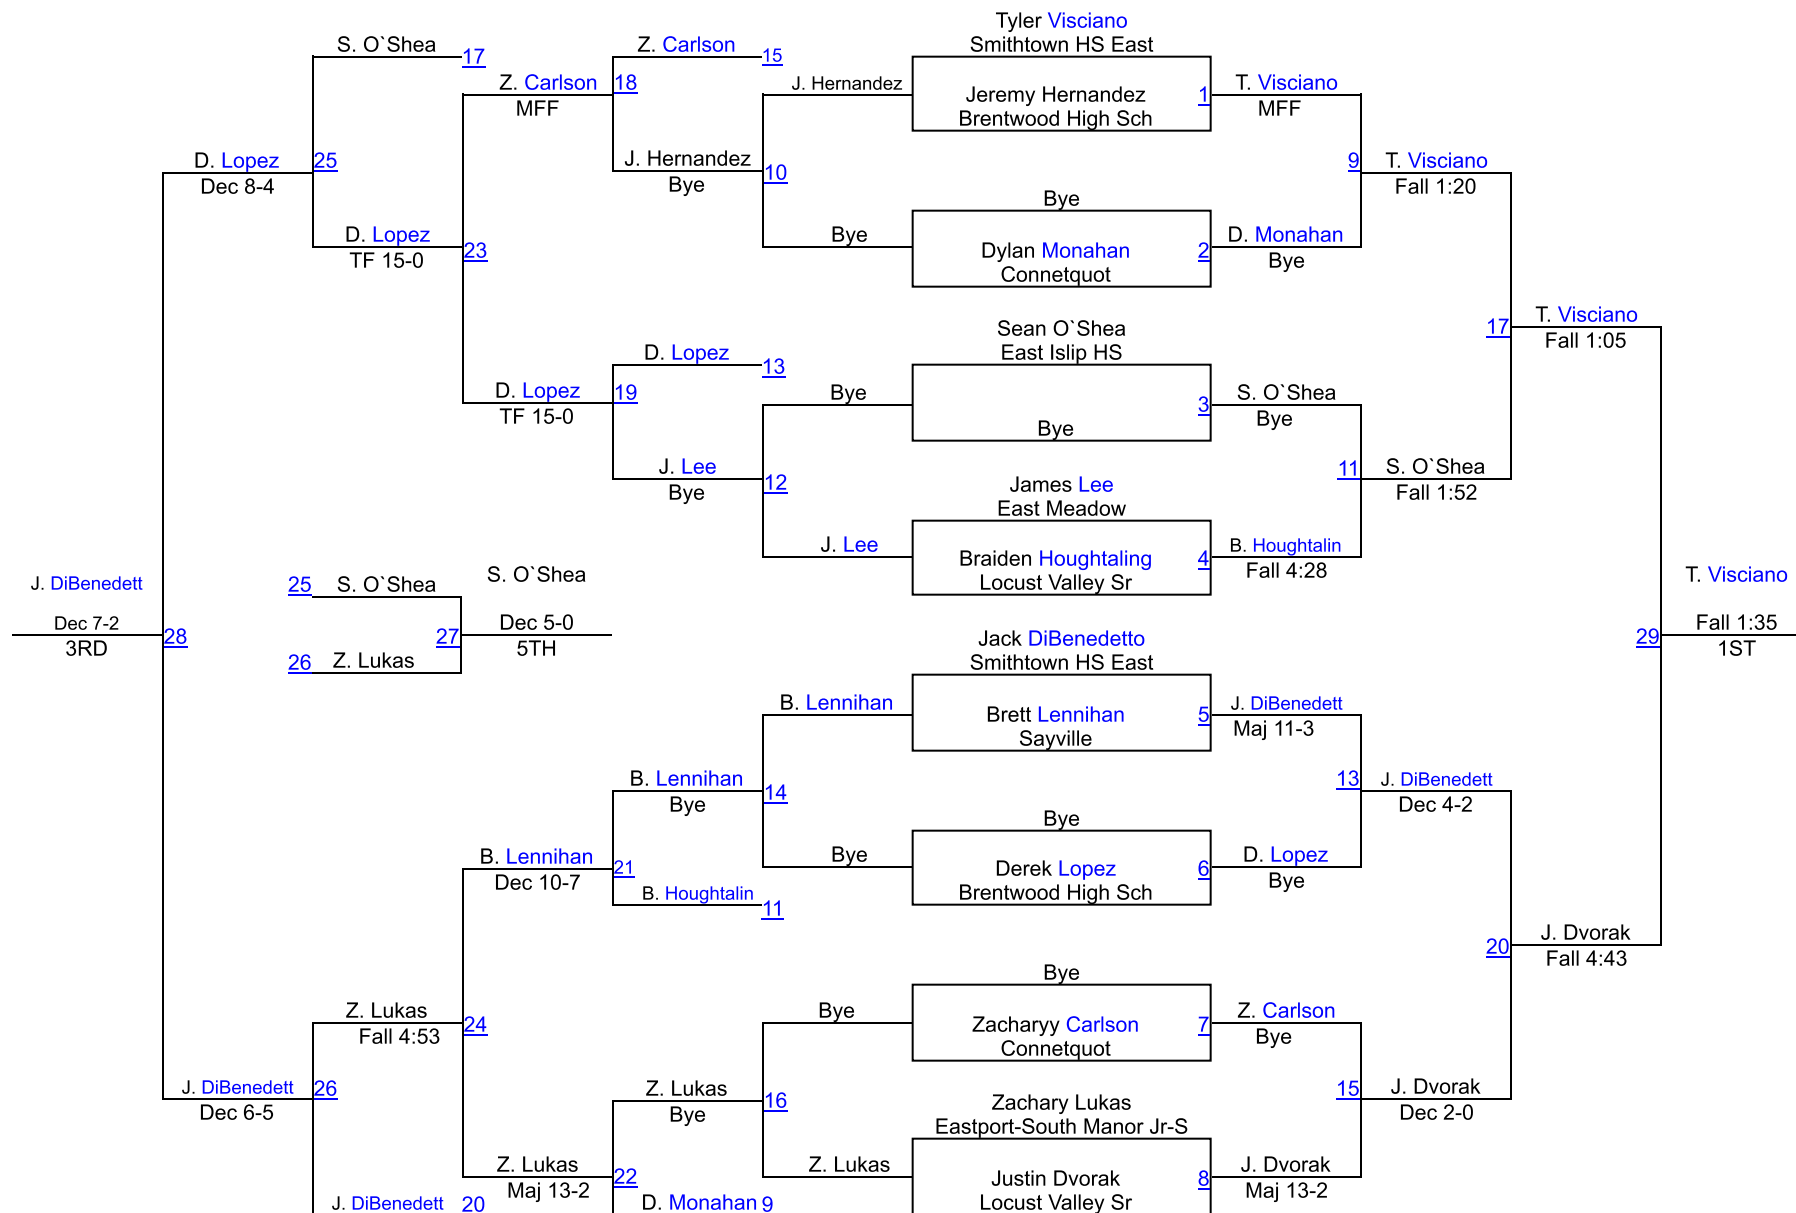 Tyler Visciano
Smithtown HS East
S. O`Shea
17
Z. Carlson
15
Z. Carlson
18
MFF
J. Hernandez
Jeremy Hernandez
Brentwood High Sch
1
T. Visciano
MFF
D. Lopez
25
Dec 8-4
J. Hernandez
Bye
10
9
T. Visciano
Fall 1:20
Bye
D. Lopez
TF 15-0
23
Bye
Dylan Monahan
Connetquot
2
D. Monahan
Bye
Sean O`Shea
East Islip HS
17
T. Visciano
Fall 1:05
D. Lopez
13
D. Lopez
19
TF 15-0
Bye
3
Bye
S. O`Shea
Bye
J. Lee
Bye
12
11
S. O`Shea
Fall 1:52
James Lee
East Meadow
J. Lee
Braiden Houghtaling
Locust Valley Sr
4
B. Houghtalin
Fall 4:28
J. DiBenedett
Dec 7-2
3RD
28
25
S. O`Shea
S. O`Shea
27
Dec 5-0
5TH
26
Z. Lukas
T. Visciano
29
Fall 1:35
1ST
Jack DiBenedetto
Smithtown HS East
B. Lennihan
Brett Lennihan
Sayville
5
J. DiBenedett
Maj 11-3
B. Lennihan
Bye
14
13
J. DiBenedett
Dec 4-2
Bye
B. Lennihan
Dec 10-7
21
Bye
Derek Lopez
Brentwood High Sch
6
D. Lopez
Bye
B. Houghtalin
11
20
J. Dvorak
Fall 4:43
Bye
Z. Lukas
Fall 4:53
24
Bye
Zacharyy Carlson
Connetquot
7
Z. Carlson
Bye
J. DiBenedett
26
Dec 6-5
Z. Lukas
Bye
16
15
J. Dvorak
Dec 2-0
Zachary Lukas
Eastport-South Manor Jr-S
Z. Lukas
Maj 13-2
22
Z. Lukas
Justin Dvorak
Locust Valley Sr
8
J. Dvorak
Maj 13-2
J. DiBenedett
20
D. Monahan
9